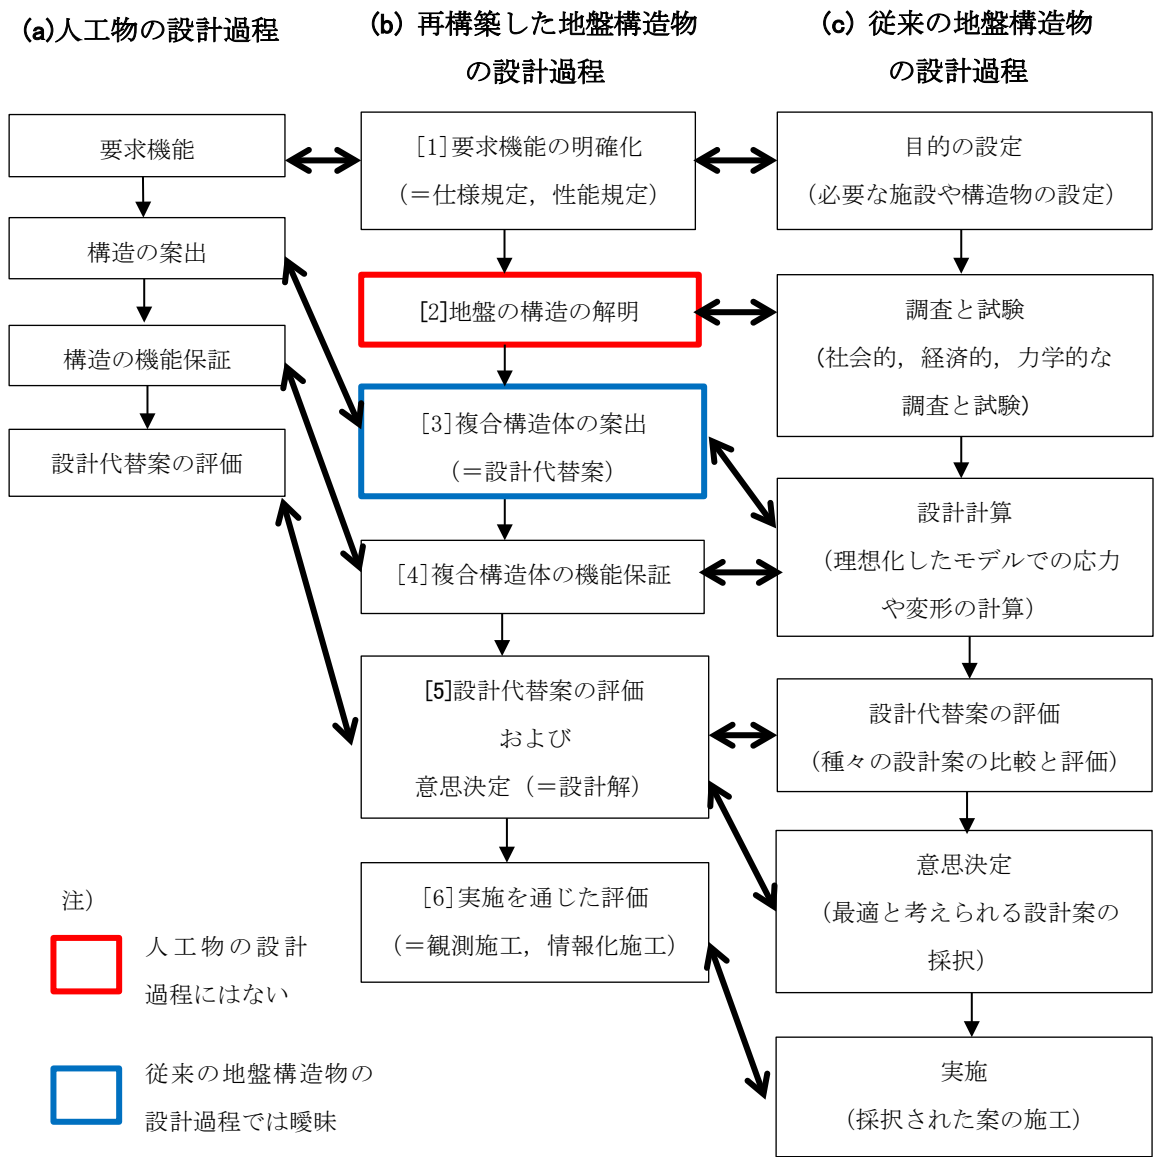 (a)人工物の設計過程
要求機能
構造の案出
構造の機能保証
設計代替案の評価
(b) 再構築した地盤構造物
の設計過程
[1]要求機能の明確化
（＝仕様規定，性能規定）
[2]地盤の構造の解明
[3]複合構造体の案出
（＝設計代替案）
[4]複合構造体の機能保証
[5]設計代替案の評価
および
意思決定（＝設計解）
[6]実施を通じた評価
（＝観測施工，情報化施工）
(c) 従来の地盤構造物
の設計過程
目的の設定
（必要な施設や構造物の設定）
調査と試験
（社会的，経済的，力学的な
調査と試験）
設計計算
（理想化したモデルでの応力
や変形の計算）
設計代替案の評価
（種々の設計案の比較と評価）
意思決定
（最適と考えられる設計案の
採択）
実施
（採択された案の施工）
注）
人工物の設計
過程にはない
従来の地盤構造物の
設計過程では曖昧